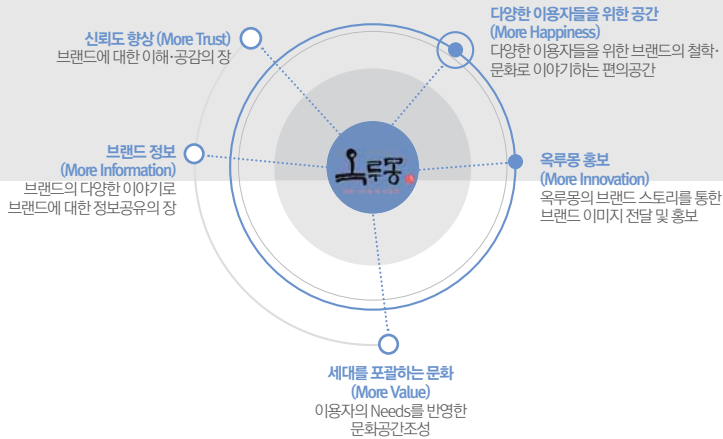 신뢰도 향상 (More Trust)
브랜드에 대한 이해·공감의 장
다양한 이용자들을 위한 공간
(More Happiness)
다양한 이용자들을 위한 브랜드의 철학·
문화로 이야기하는 편의공간
브랜드 정보
(More Information)
브랜드의 다양한 이야기로
브랜드에 대한 정보공유의 장
옥루몽
옥루몽 홍보
(More Innovation)
옥루몽의 브랜드 스토리를 통한
브랜드 이미지 전달 및 홍보
세대를 포괄하는 문화
(More Value)
이용자의 Needs를 반영한
문화공간조성